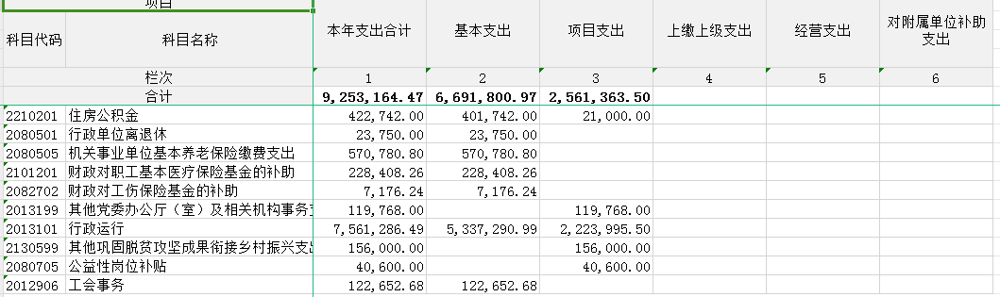 项目
科目代码 科目名称 本年支出合计 基本支出 项目支出 上缴上级支出 经营支出 对附属单位补助
支出
栏次 1 2 3 4 5 6
合计 9,253,164.47 6,691,800.97 2,561,363.50
2210201 住房公积金 422,742.00 401,742.00 21,000.00
2080501 行政单位离退休 23,750.00 23,750.00
2080505 机关事业单位基本养老保险缴费支出 570,780.80 570,780.80
2101201 财政对职工基本医疗保险基金的补助 228,408.26 228,408.26
2082702 财政对工伤保险基金的补助 7,176.24 7,176.24
2013199 其他党委办公厅（室）及相关机构事务 119,768.00 119,768.00
2013101 行政运行 7,561,286.49 5,337,290.99 2,223,995.50
2130599 其他巩固脱贫攻坚成果衔接乡村振兴支 156,000.00 156,000.00
2080705 公益性岗位补贴 40,600.00 40,600.00
2012906 工会事务 122,652.68 122,652.68